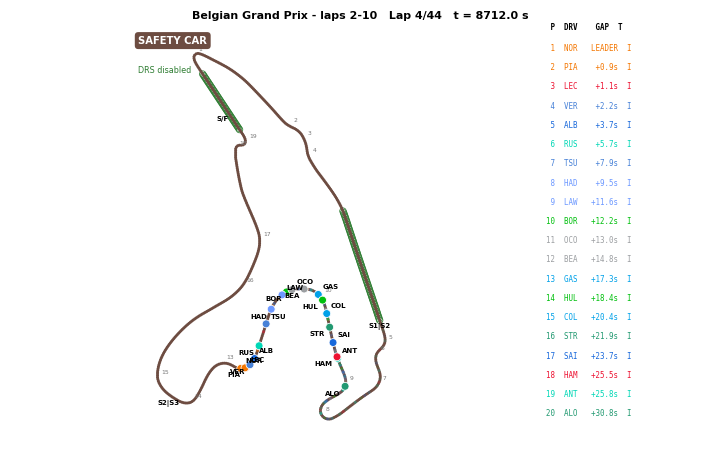 Belgian Grand Prix - laps 2-10 Lap 4/44 t = 8712.0 s
SAFETY CAR
DRS disabled
P DRV GAP T
1 NOR LEADER I
2 PIA +0.9s I
3 LEC +1.1s I
4 VER +2.2s I
5 ALB +3.7s I
6 RUS +5.7s I
7 TSU +7.9s I
8 HAD +9.5s I
9 LAW +11.6s I
10 BOR +12.2s I
11 OCO +13.0s I
12 BEA +14.8s I
13 GAS +17.3s I
14 HUL +18.4s I
15 COL +20.4s I
16 STR +21.9s I
17 SAI +23.7s I
18 HAM +25.5s I
19 ANT +25.8s I
20 ALO +30.8s I
S/F
19
2
3
4
17
16
S1|S2
5
7
8
9
13
15
S2|S3
OCO
LAW
BEA
GAS
BOR
HUL
COL
HAD
TSU
STR
SAI
RUS
ALB
ANT
HAM
NOR
VER
PIA
ALO